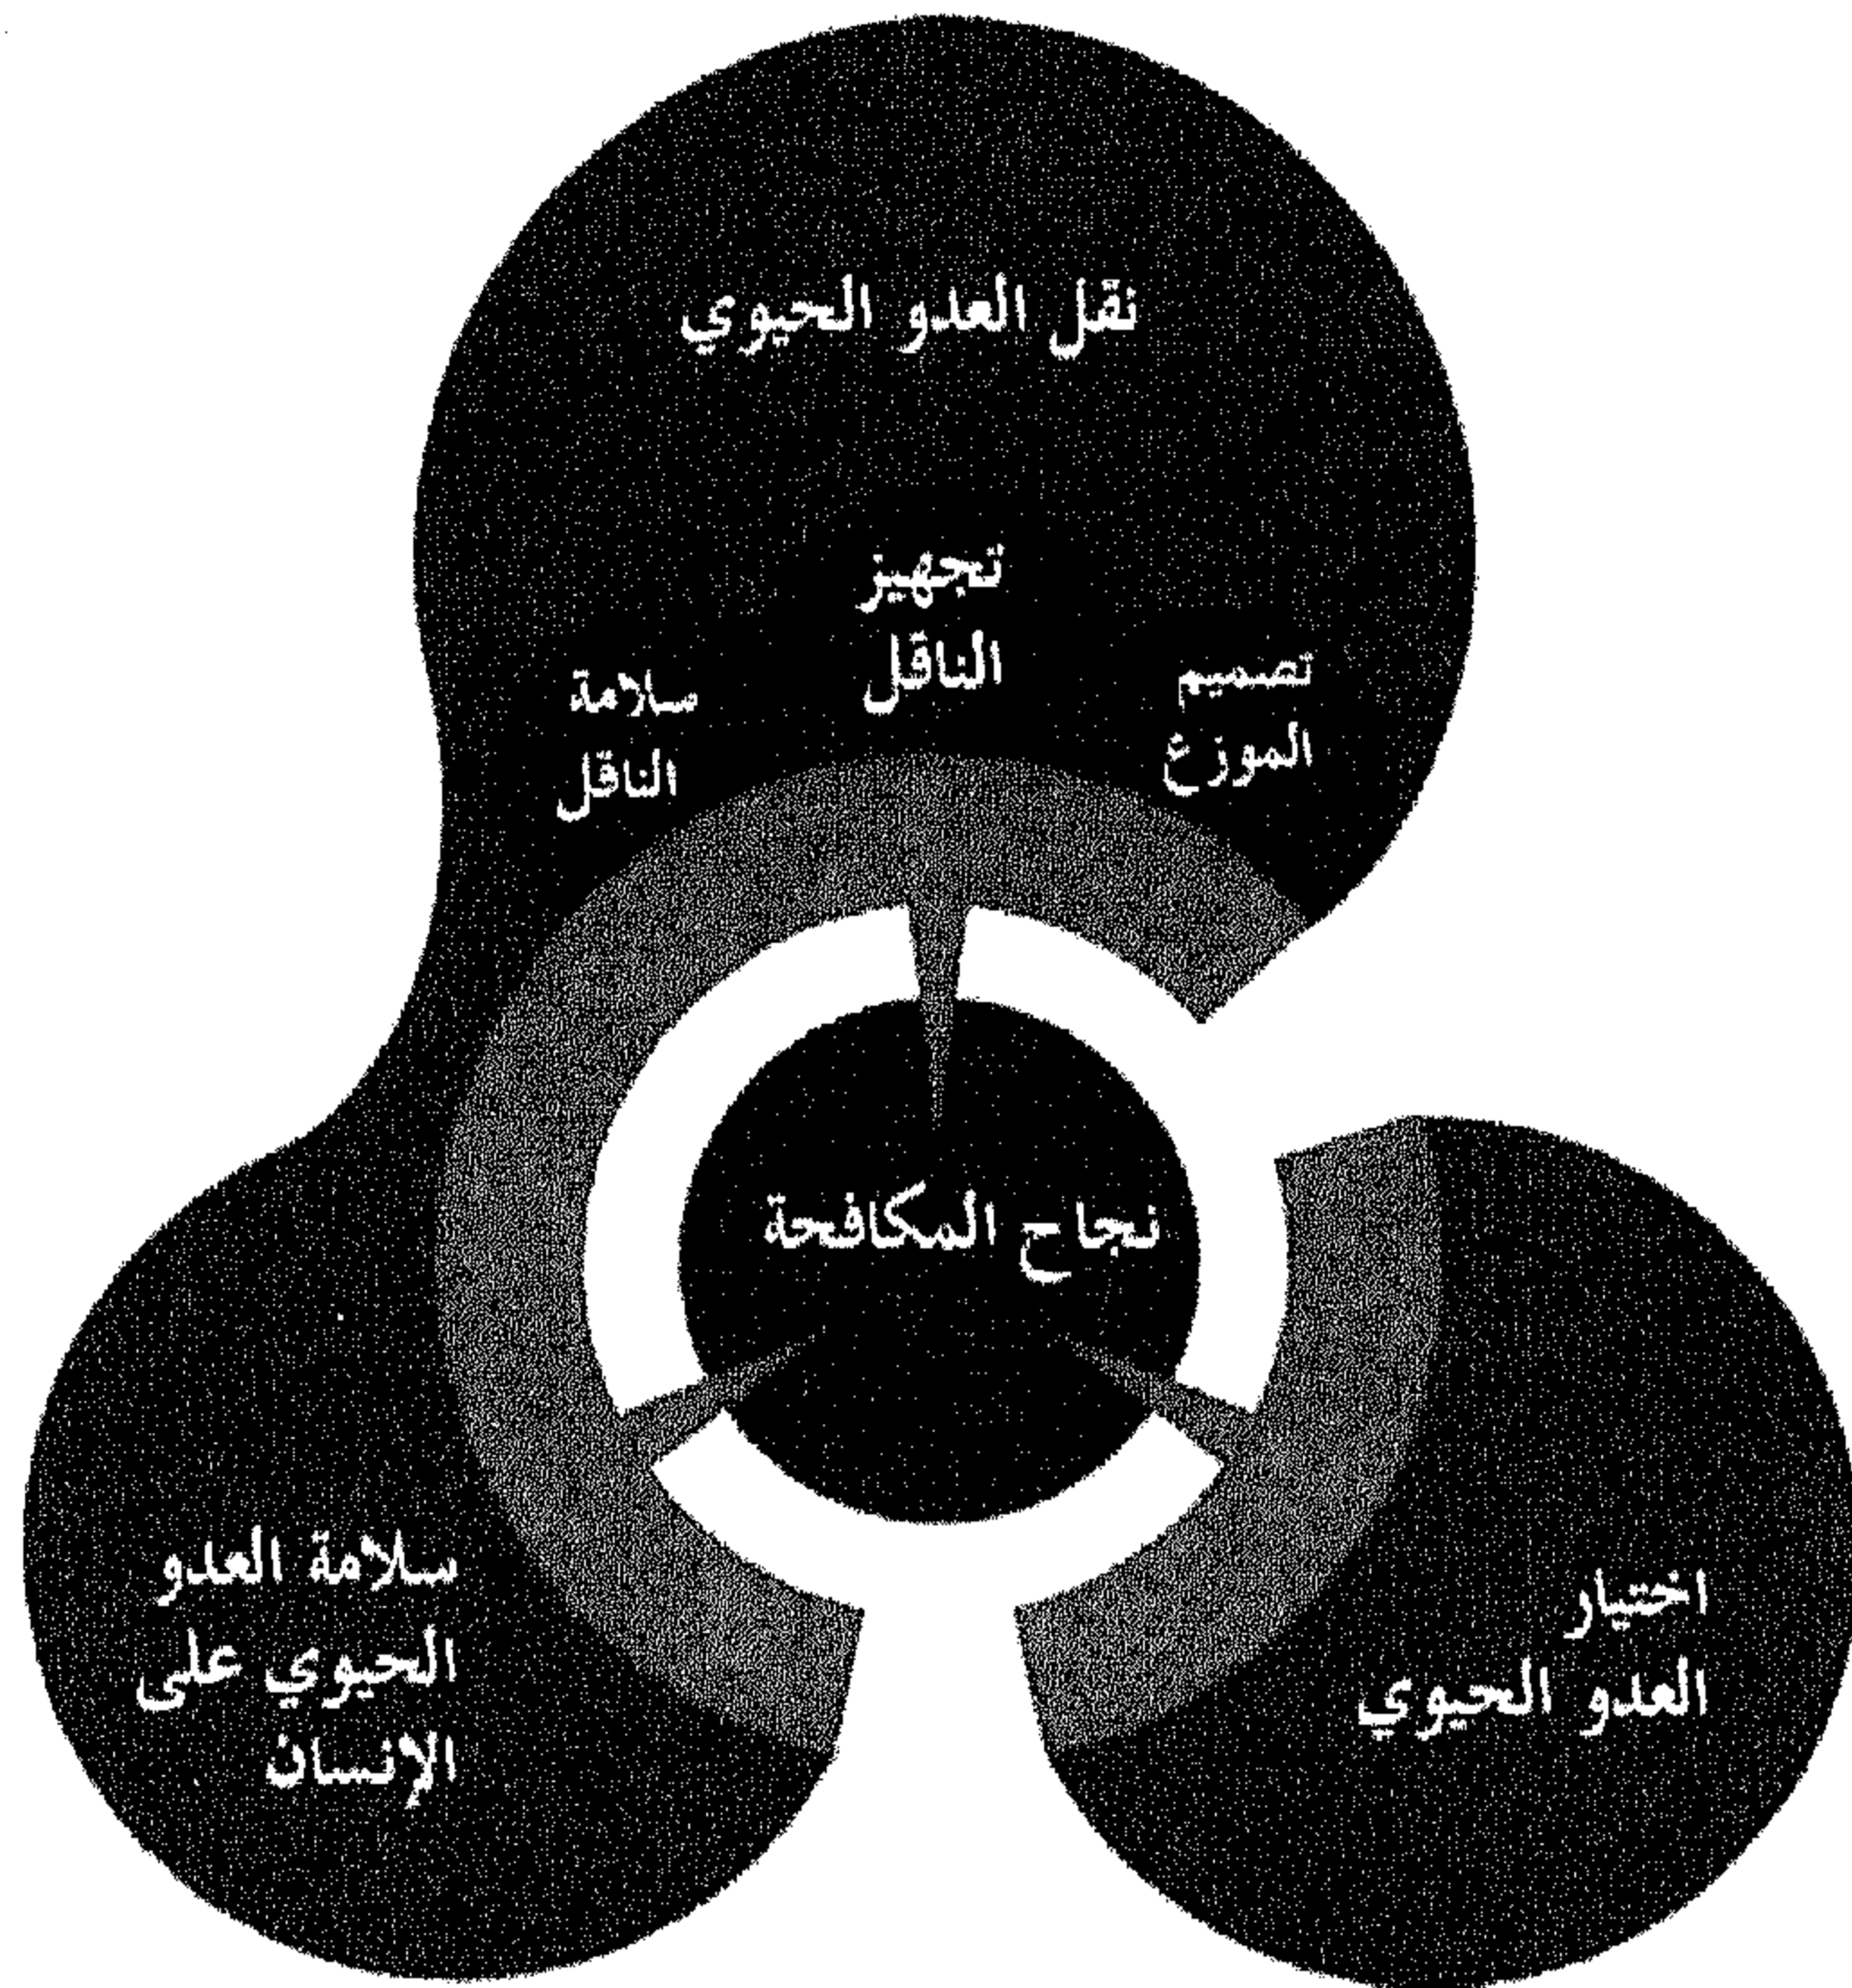 نقل العدو الحيوي
تجهيز
الناقل
تصميم
الموزع
سلامة
الناقل
نجاح المكافحة
اختيار
العدو الحيوي
سلامة العدو
الحيوي على
الإنسان